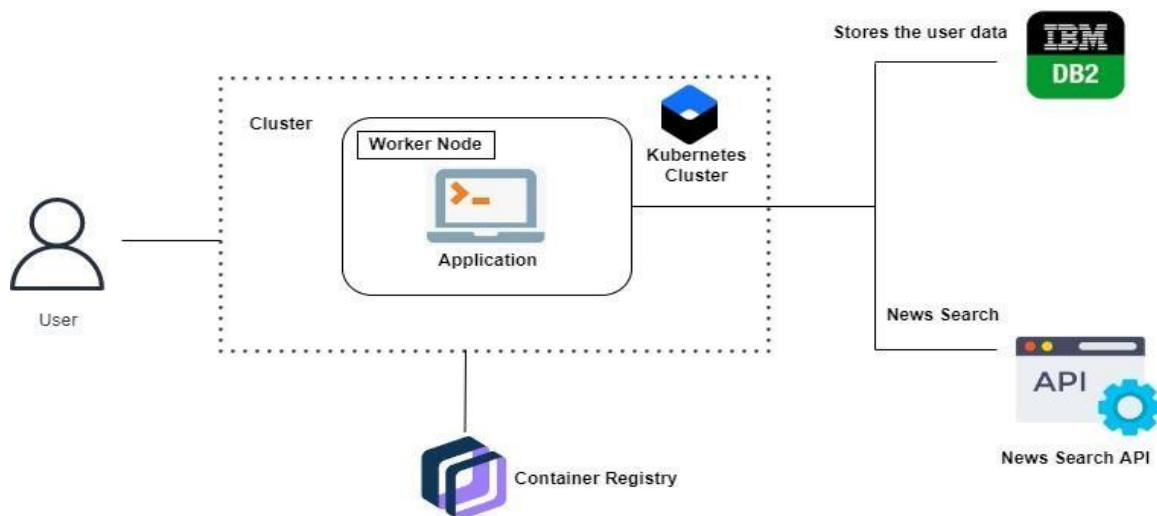 Stores the user data
IBM
DB2
Cluster
Worker Node
Kubernetes
Cluster
Application
User
News Search
API
News Search API
Container Registry